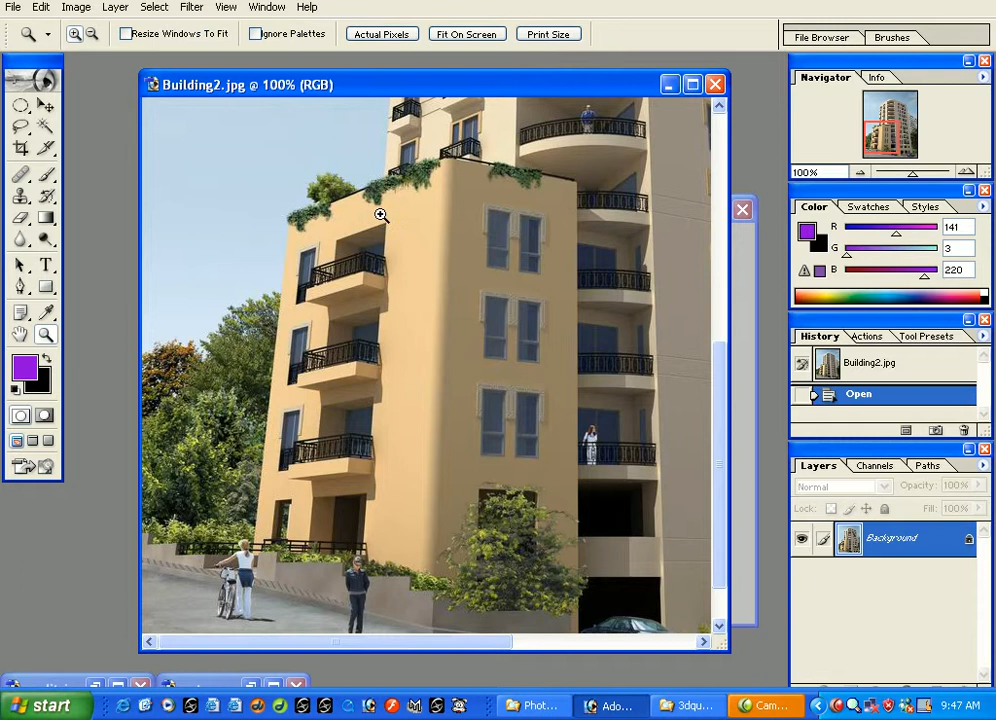 File Edit Image Layer Select Filter View Window Help
Resize Windows To Fit Ignore Palettes Actual Pixels Fit On Screen Print Size File Browser Brushes
Building2.jpg @ 100% (RGB)
Navigator Info
100%
Color Swatches Styles
R 141
G 3
B 220
History Actions Tool Presets
Building2.jpg
Open
Layers Channels Paths
Normal Opacity: 100%
Lock: Fill: 100%
Background
start Phot... Ado... 3dqu... Cam... 9:47 AM